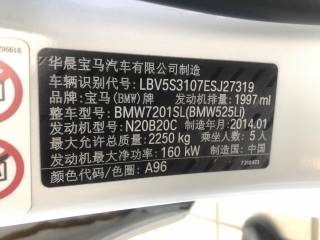 华晨宝马汽车有限公司制造
车辆识别代号: LBV5S3107ESJ27319
品牌: 宝马(BMW)牌 发动机排量: 1997 ml
整车型号: BMW7201SL(BMW525Li)
发动机型号: N20B20C 制造年月: 2014.01
最大允许总质量: 2250 kg 乘坐人数: 5 人
发动机最大净功率: 160 kW 制造国: 中国
颜色代码/色圈: A96